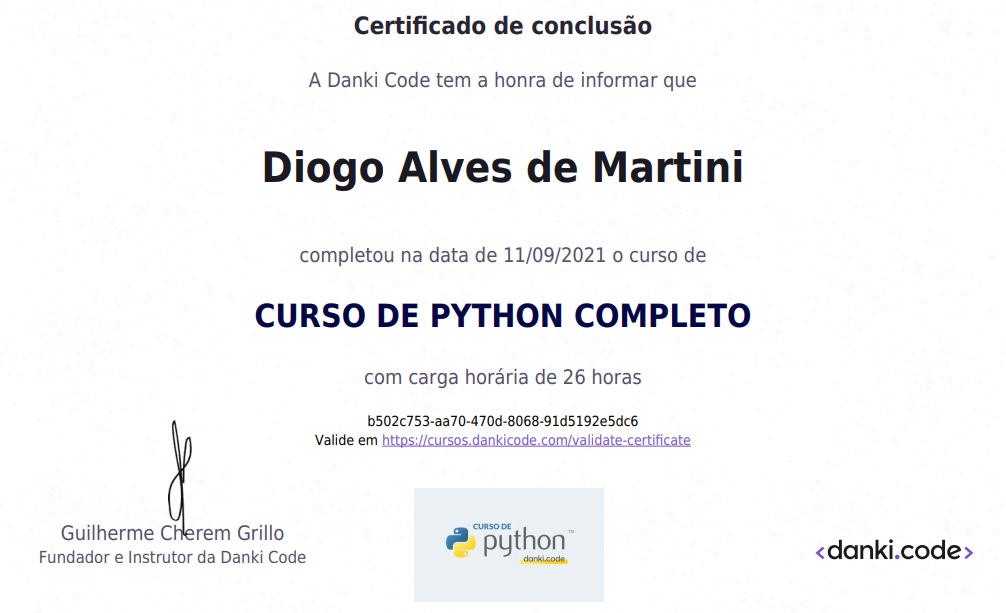 Certificado de conclusão
A Danki Code tem a honra de informar que
Diogo Alves de Martini
completou na data de 11/09/2021 o curso de
CURSO DE PYTHON COMPLETO
com carga horária de 26 horas
b502c753-aa70-470d-8068-91d5192e5dc6
Valide em https://cursos.dankicode.com/validate-certificate
Guilherme Cherem Grillo
Fundador e Instrutor da Danki Code
CURSO DE
python™
danki.code
<danki.code>